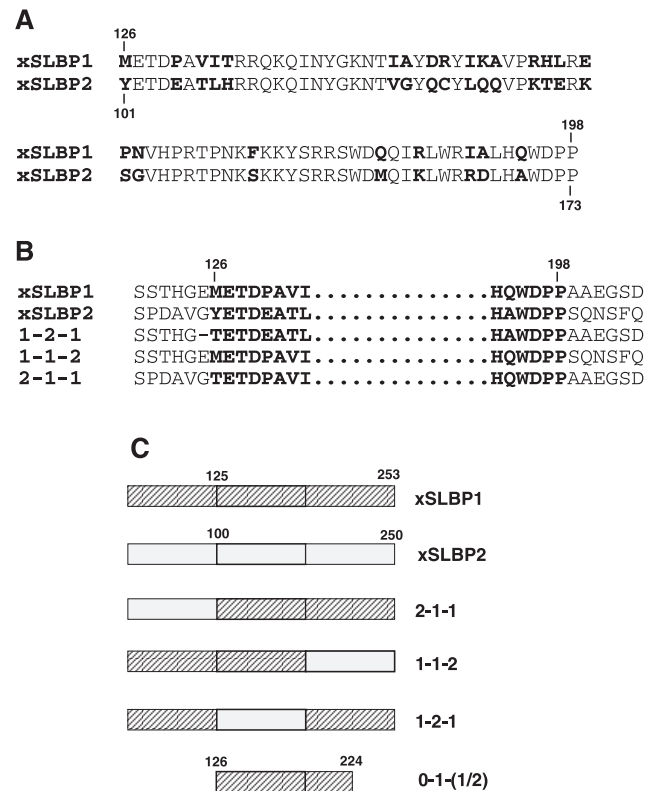 A
126
xSLBP1 METDPAVITRRQKQINYGKNTIAYDRYIKAVPRHLRE
xSLBP2 YETDEATLHRRQKQINYGKNTVGYQCYLQQVPKTERK
101
198
xSLBP1 PNVHPRTPNKFKKYSRRSWDQQIRLWRIALHQWDPP
xSLBP2 SGVHPRTPNKSKKYSRRSWDMQIKLWRRDLHAWDPP
173
B
126 198
xSLBP1 SSTHGEMETDPAVI................HQWDPPAAEGSD
xSLBP2 SPDAVGYETDEATL................HAWDPPSQNSFQ
1-2-1 SSTHG-TETDEATL................HAWDPPAAEGSD
1-1-2 SSTHGEMETDPAVI................HQWDPPSQNSFQ
2-1-1 SPDAVGTETDPAVI................HQWDPPAAEGSD
C
125 253
xSLBP1
100 250
xSLBP2
2-1-1
1-1-2
1-2-1
126 224
0-1-(1/2)